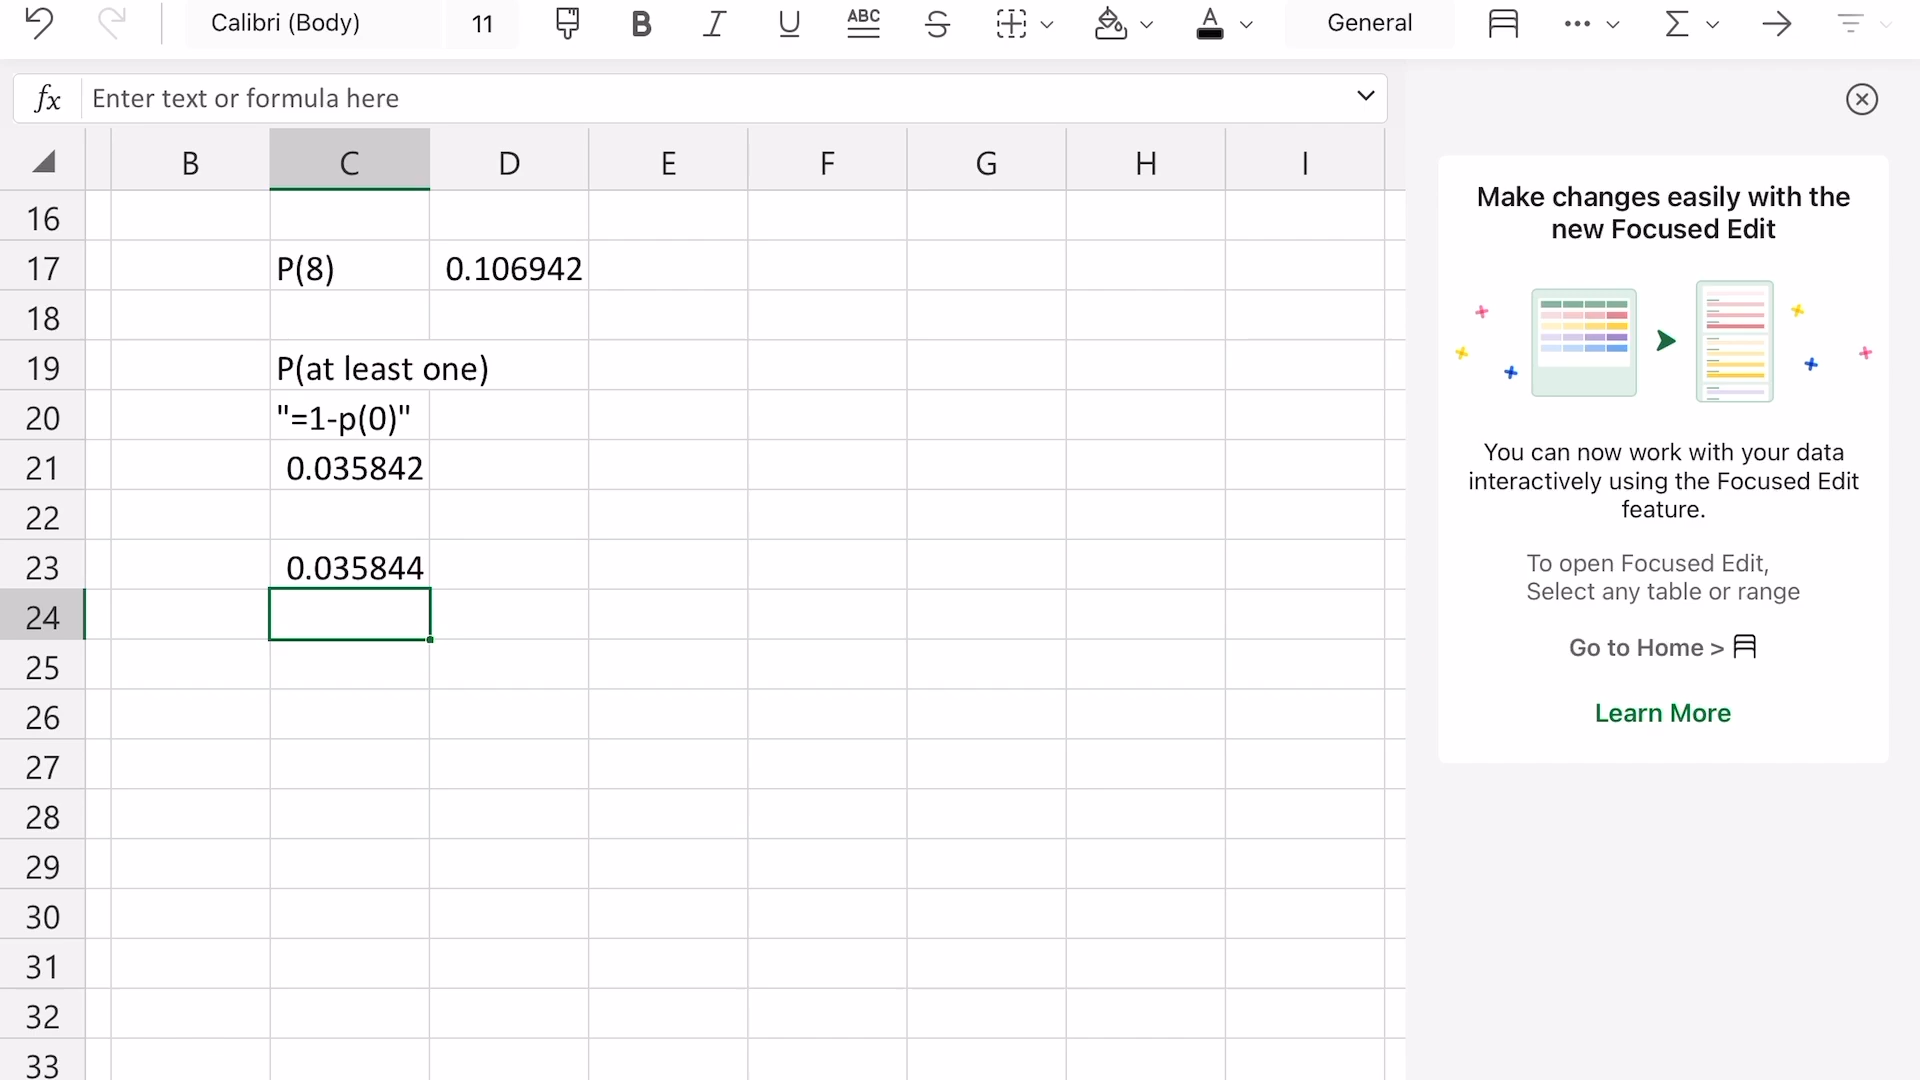 Calibri (Body) 11 B I U ABC S A General
fx Enter text or formula here
B C D E F G H I
16
17 P(8) 0.106942
18
19 P(at least one)
20 "=1-p(0)"
21 0.035842
22
23 0.035844
24
25
26
27
28
29
30
31
32
33
Make changes easily with the
new Focused Edit
You can now work with your data
interactively using the Focused Edit
feature.
To open Focused Edit,
Select any table or range
Go to Home >
Learn More